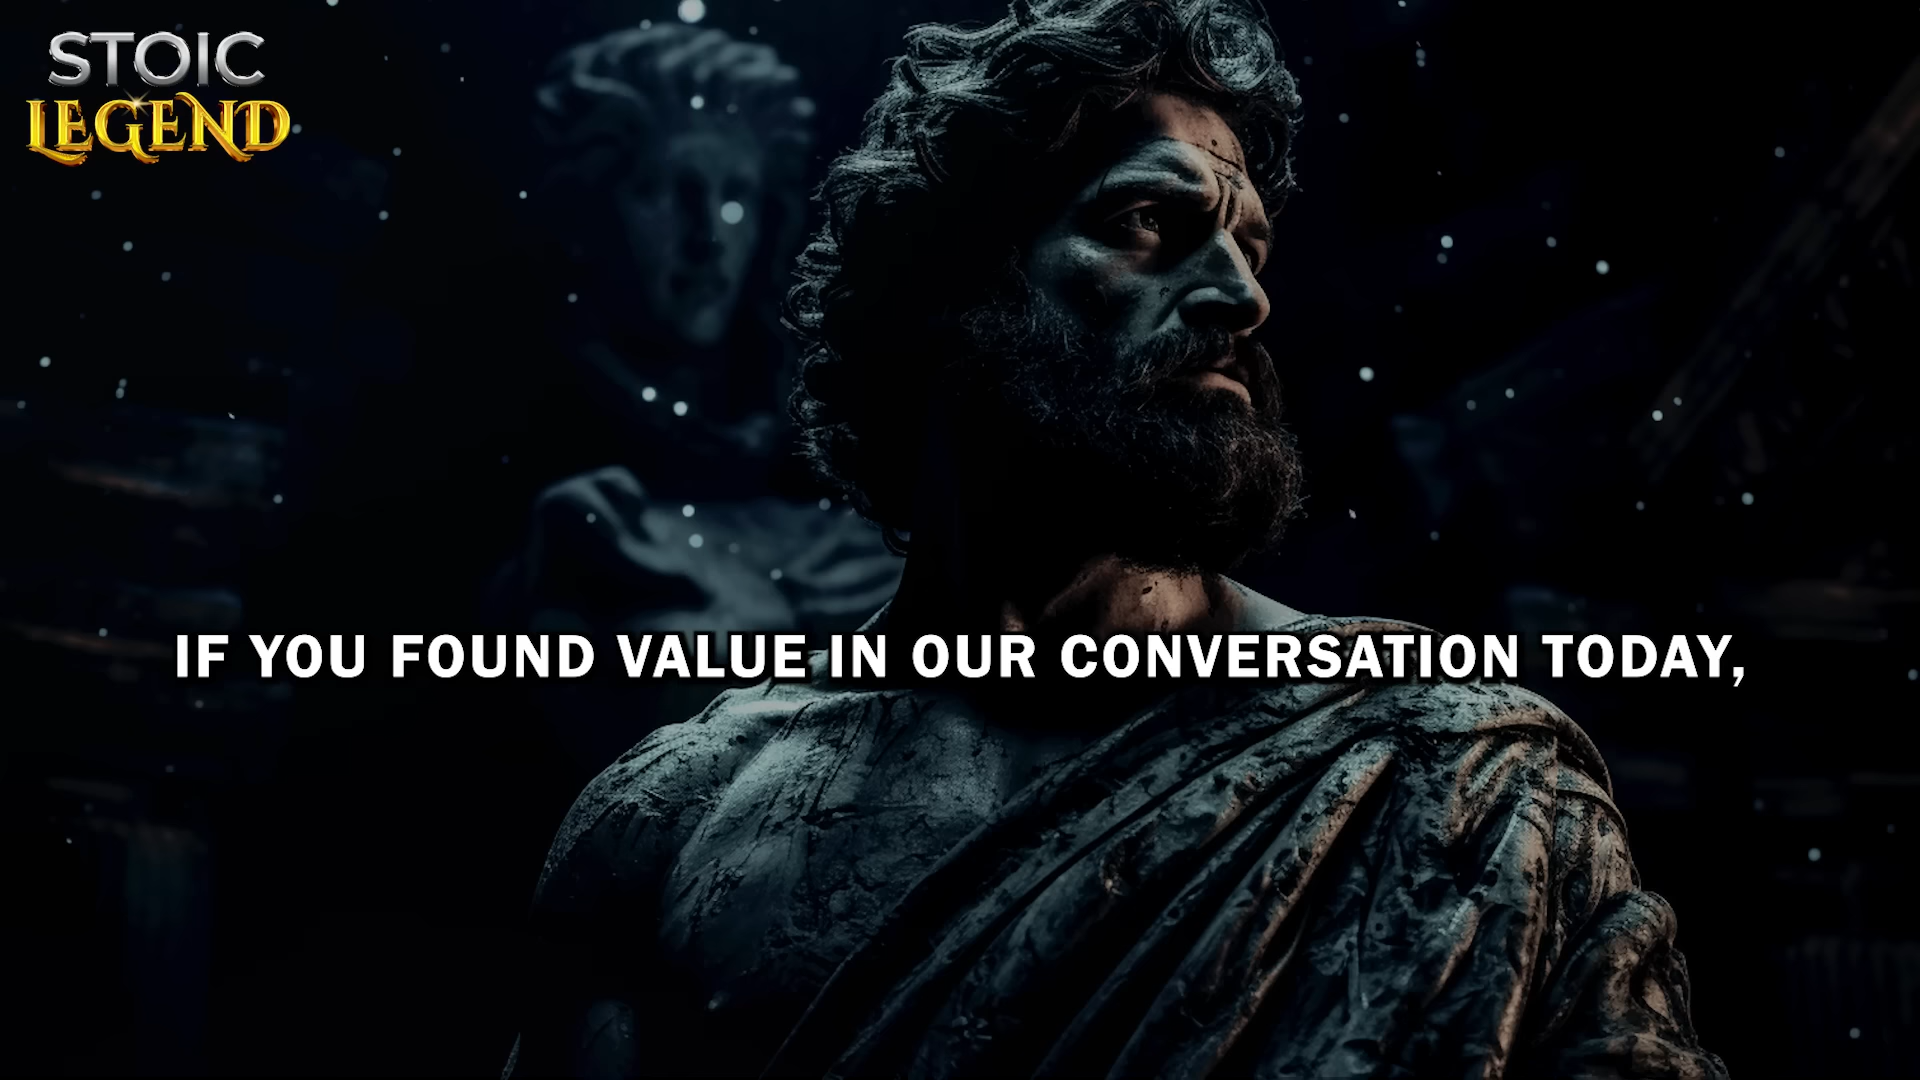 STOIC
LEGEND
IF YOU FOUND VALUE IN OUR CONVERSATION TODAY,